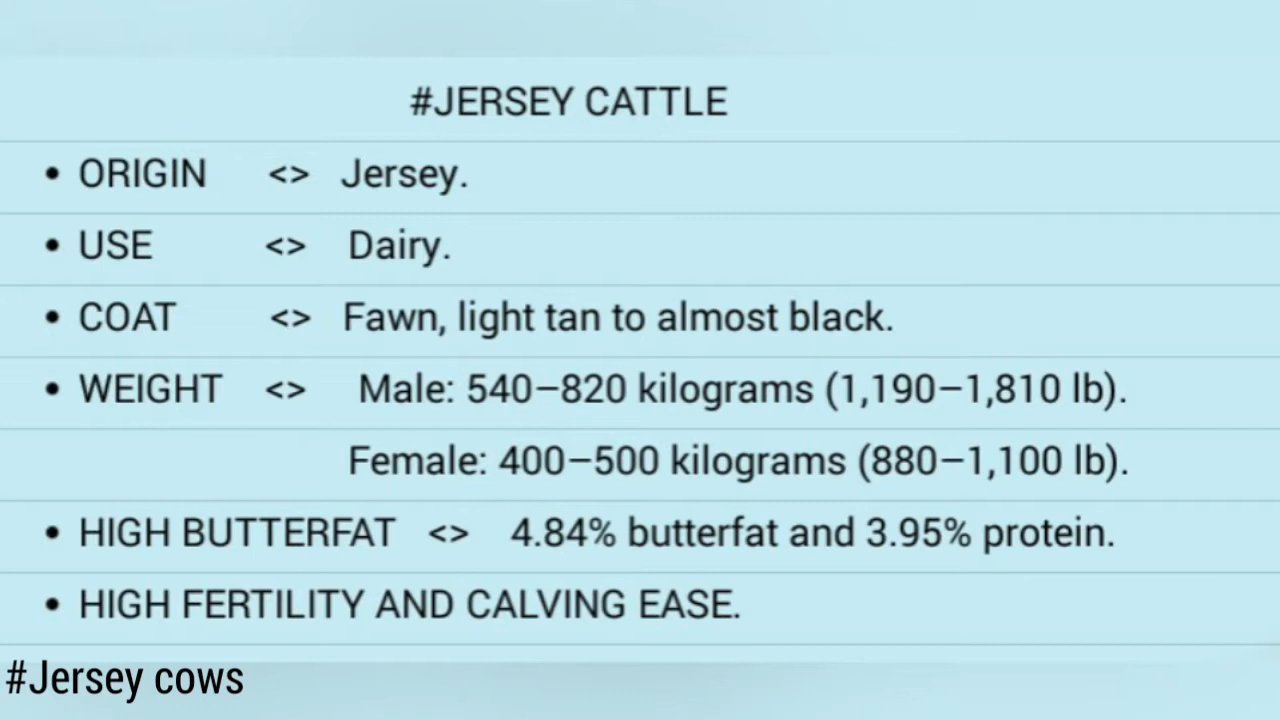 #JERSEY CATTLE
• ORIGIN <> Jersey.
• USE <> Dairy.
• COAT <> Fawn, light tan to almost black.
• WEIGHT <> Male: 540–820 kilograms (1,190–1,810 lb).
Female: 400–500 kilograms (880–1,100 lb).
• HIGH BUTTERFAT <> 4.84% butterfat and 3.95% protein.
• HIGH FERTILITY AND CALVING EASE.
#Jersey cows